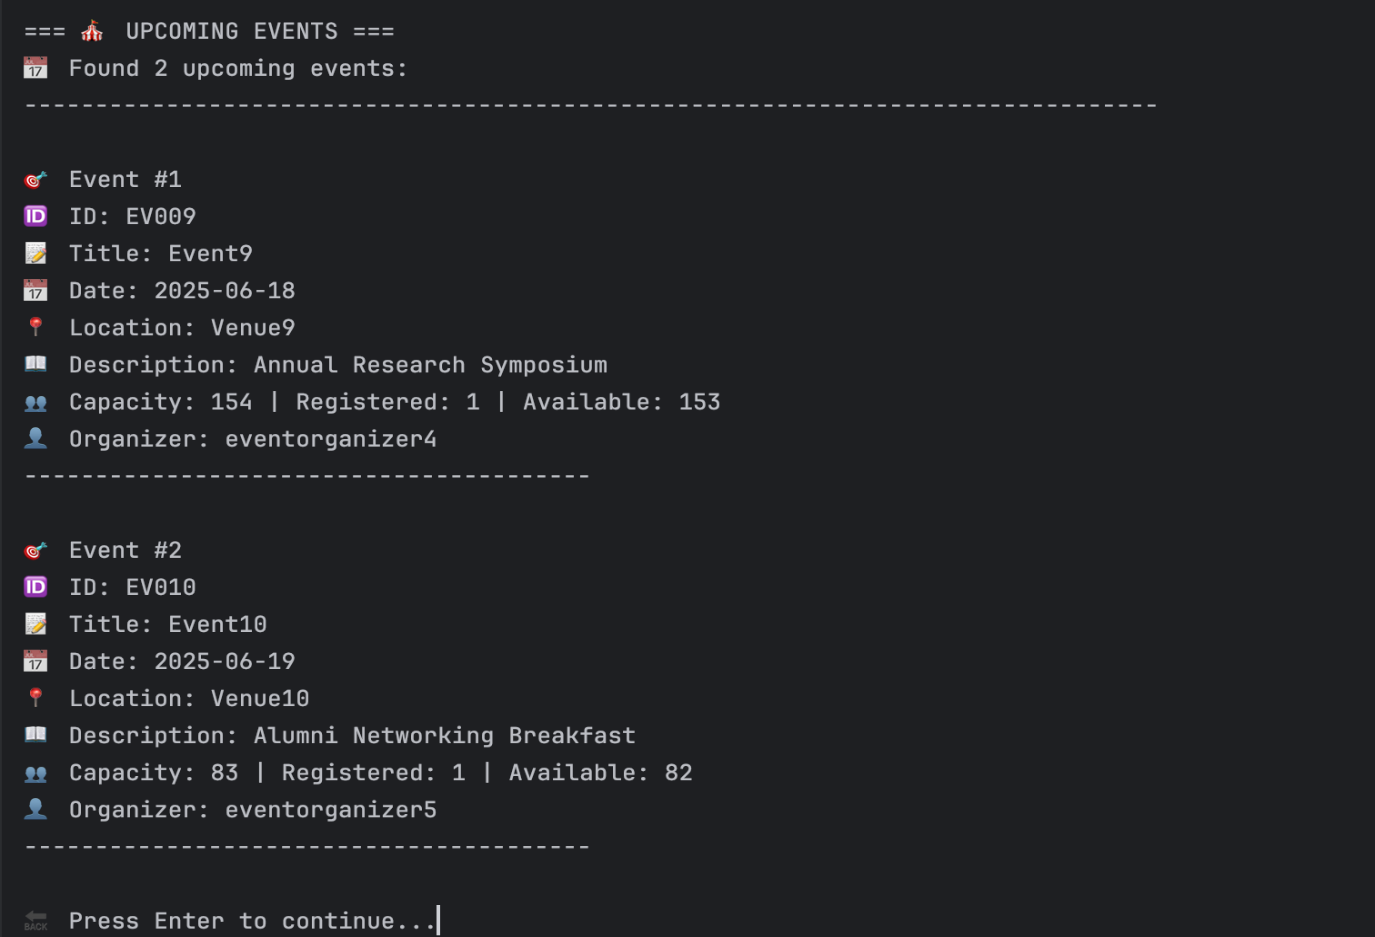 === 🎪 UPCOMING EVENTS ===
📅 Found 2 upcoming events:
--------------------------------------------------------------------------------
🎯 Event #1
🆔 ID: EV009
📝 Title: Event9
📅 Date: 2025-06-18
📍 Location: Venue9
📖 Description: Annual Research Symposium
👥 Capacity: 154 | Registered: 1 | Available: 153
👤 Organizer: eventorganizer4
----------------------------------------
🎯 Event #2
🆔 ID: EV010
📝 Title: Event10
📅 Date: 2025-06-19
📍 Location: Venue10
📖 Description: Alumni Networking Breakfast
👥 Capacity: 83 | Registered: 1 | Available: 82
👤 Organizer: eventorganizer5
----------------------------------------
🔙 Press Enter to continue...